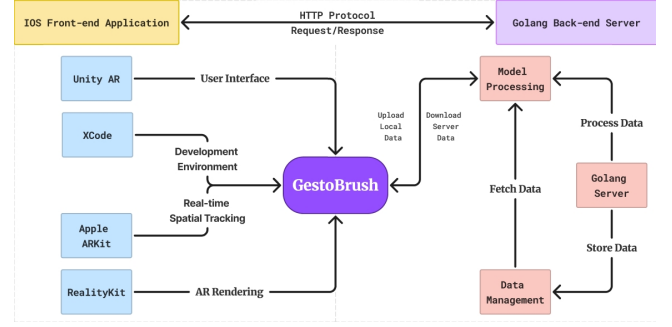 IOS Front-end Application
HTTP Protocol
Request/Response
Golang Back-end Server
Unity AR
User Interface
XCode
Development
Environment
Real-time
Spatial Tracking
Apple
ARKit
RealityKit
AR Rendering
GestoBrush
Upload
Local
Data
Download
Server
Data
Model
Processing
Process Data
Fetch Data
Golang
Server
Store Data
Data
Management